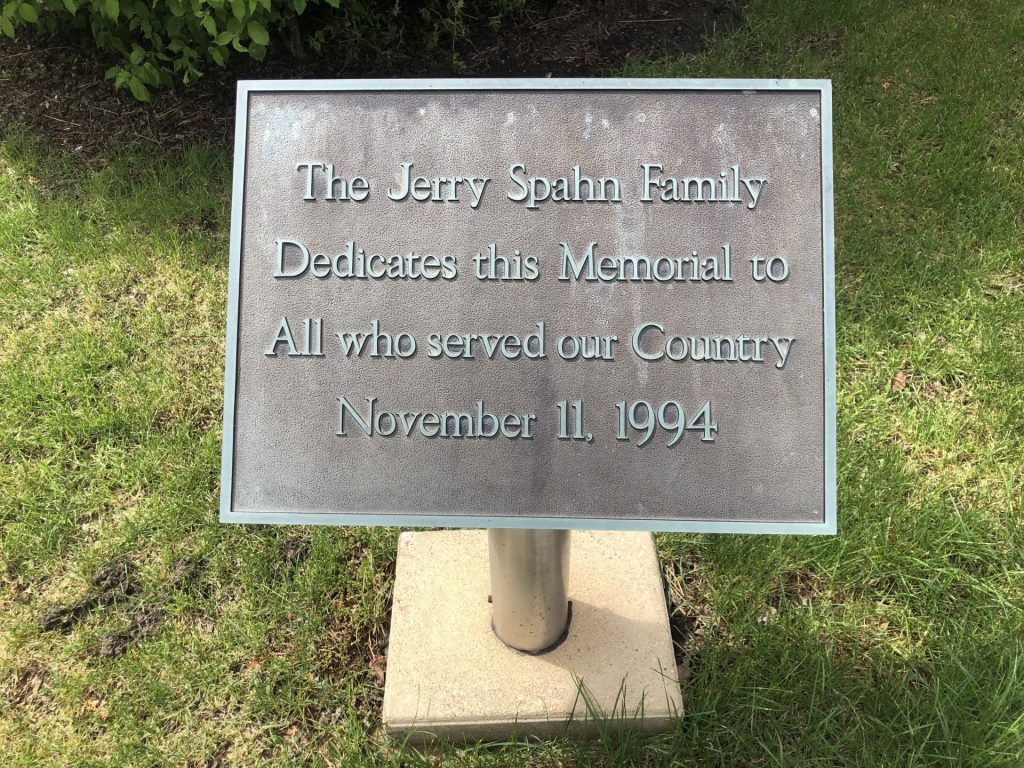 The Jerry Spahn Family
Dedicates this Memorial to
All who served our Country
November 11, 1994